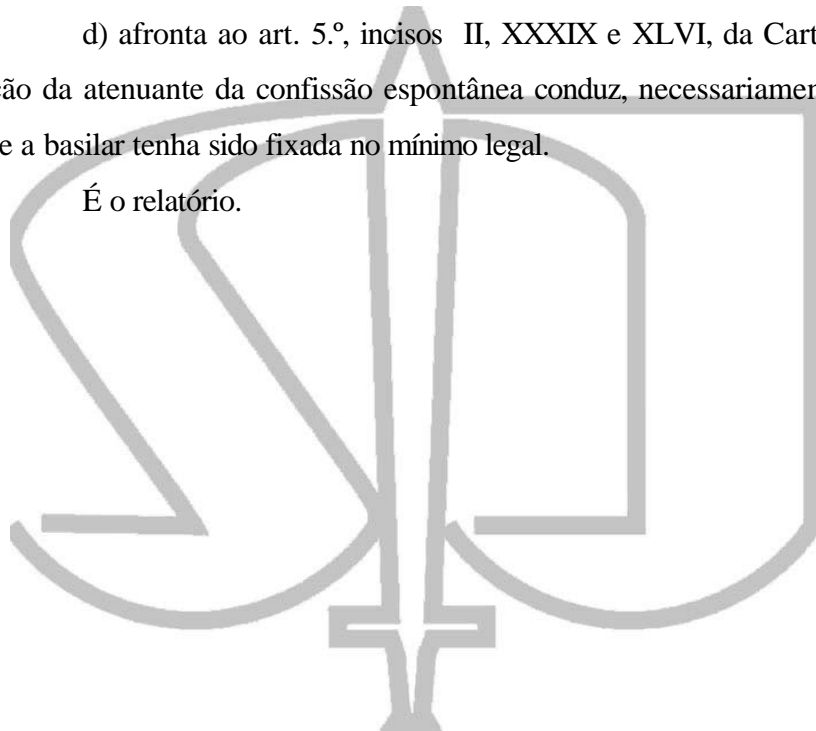 d) afronta ao art. 5.º, incisos II, XXXIX e XLVI, da Cart
ão da atenuante da confissão espontânea conduz, necessariamen
e a basilar tenha sido fixada no mínimo legal.
É o relatório.